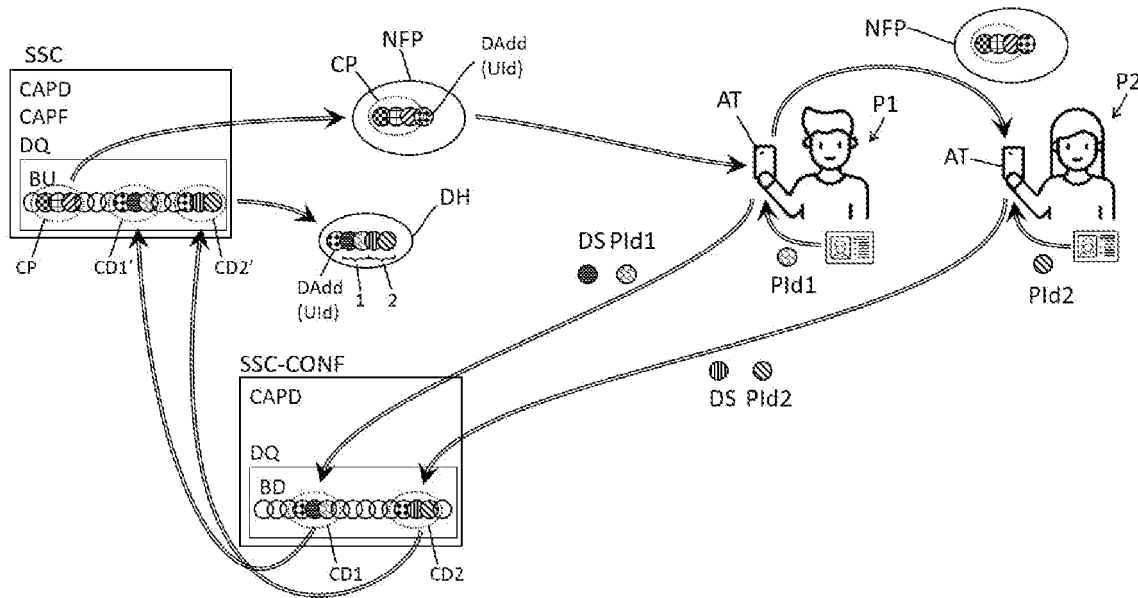 SSC
CAPD
CAPF
DQ
BU
CP
CD1'
CD2'
CP
NFP
DAdd
(UId)
DH
DAdd
(UId)
1
2
AT
P1
NFP
AT
P2
DS PId1
PId1
PId2
DS PId2
SSC-CONF
CAPD
DQ
BD
CD1
CD2